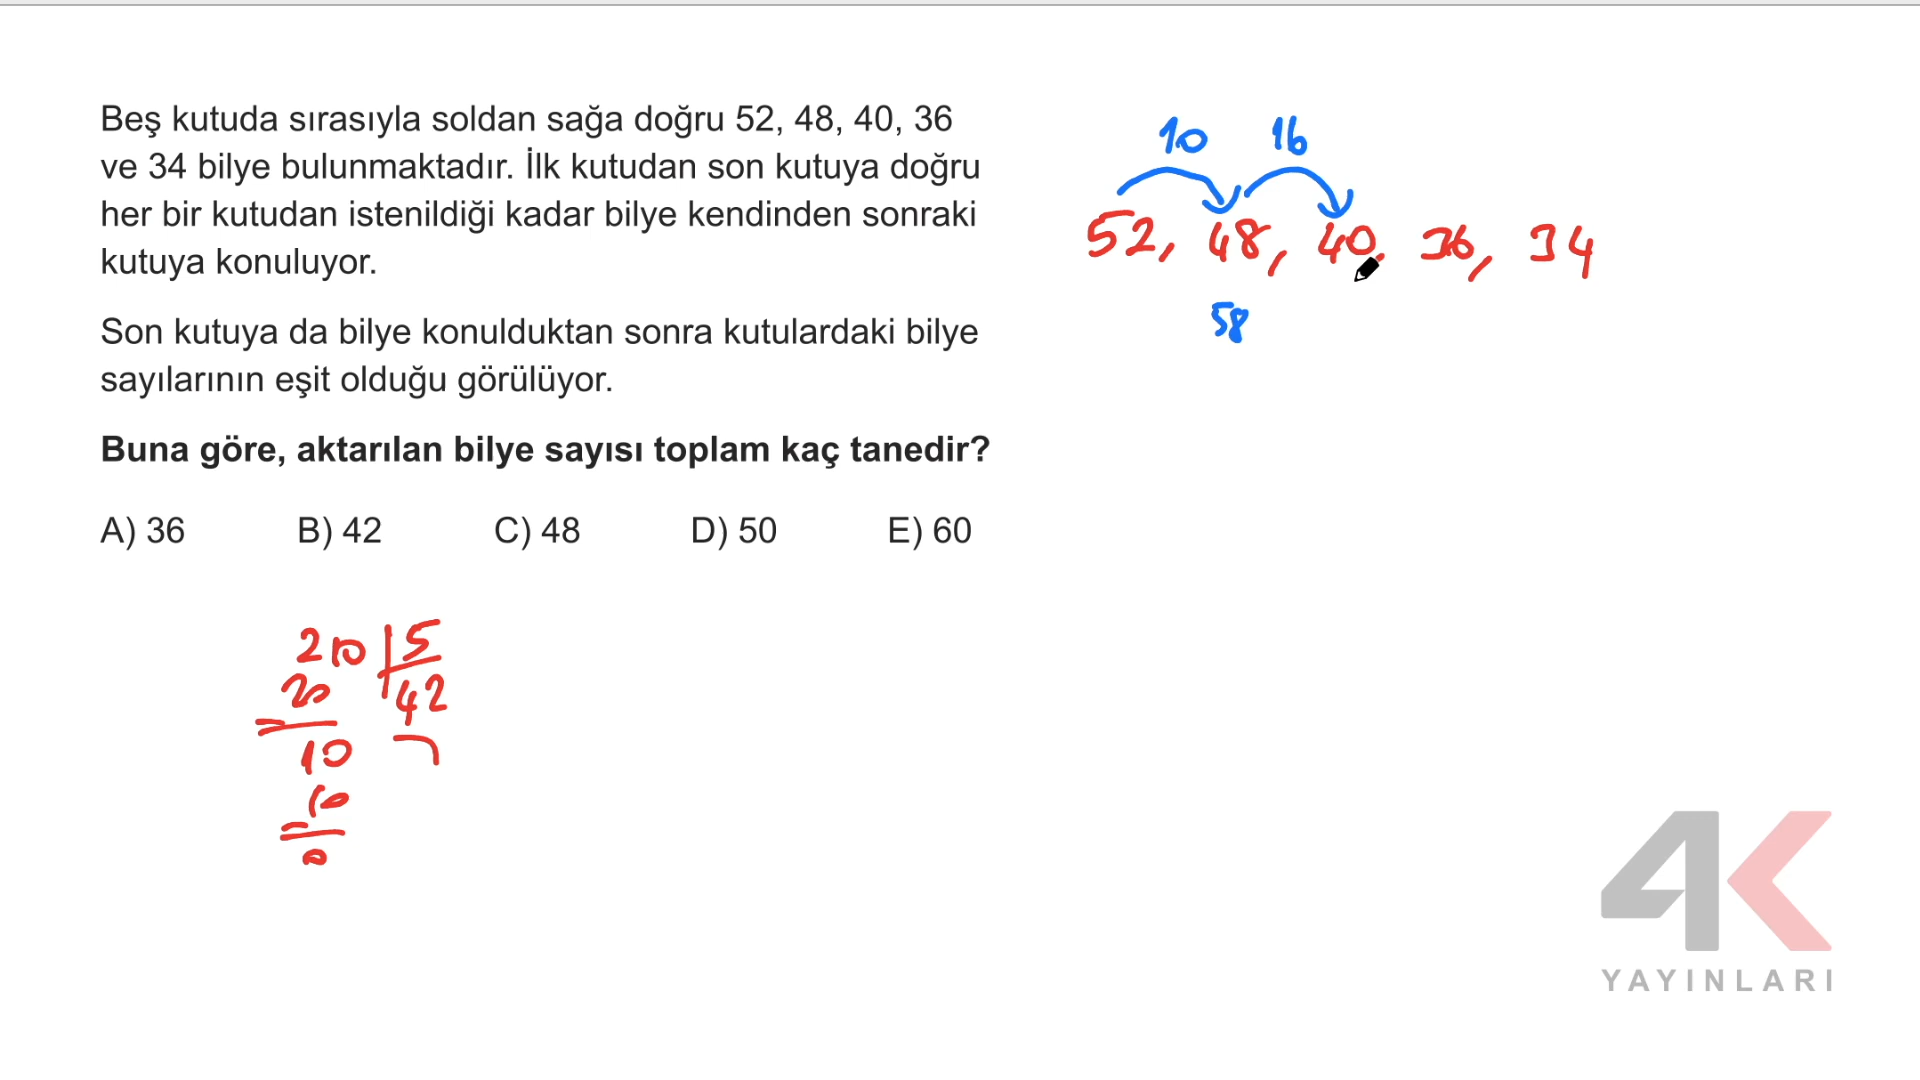 Beş kutuda sırasıyla soldan sağa doğru 52, 48, 40, 36
ve 34 bilye bulunmaktadır. İlk kutudan son kutuya doğru
her bir kutudan istenildiği kadar bilye kendinden sonraki
kutuya konuluyor.
Son kutuya da bilye konulduktan sonra kutulardaki bilye
sayılarının eşit olduğu görülüyor.
Buna göre, aktarılan bilye sayısı toplam kaç tanedir?
A) 36 B) 42 C) 48 D) 50 E) 60
10 16
52, 48, 40, 36, 34
58
210 5
20 42
10
10
0
4K
YAYINLARI